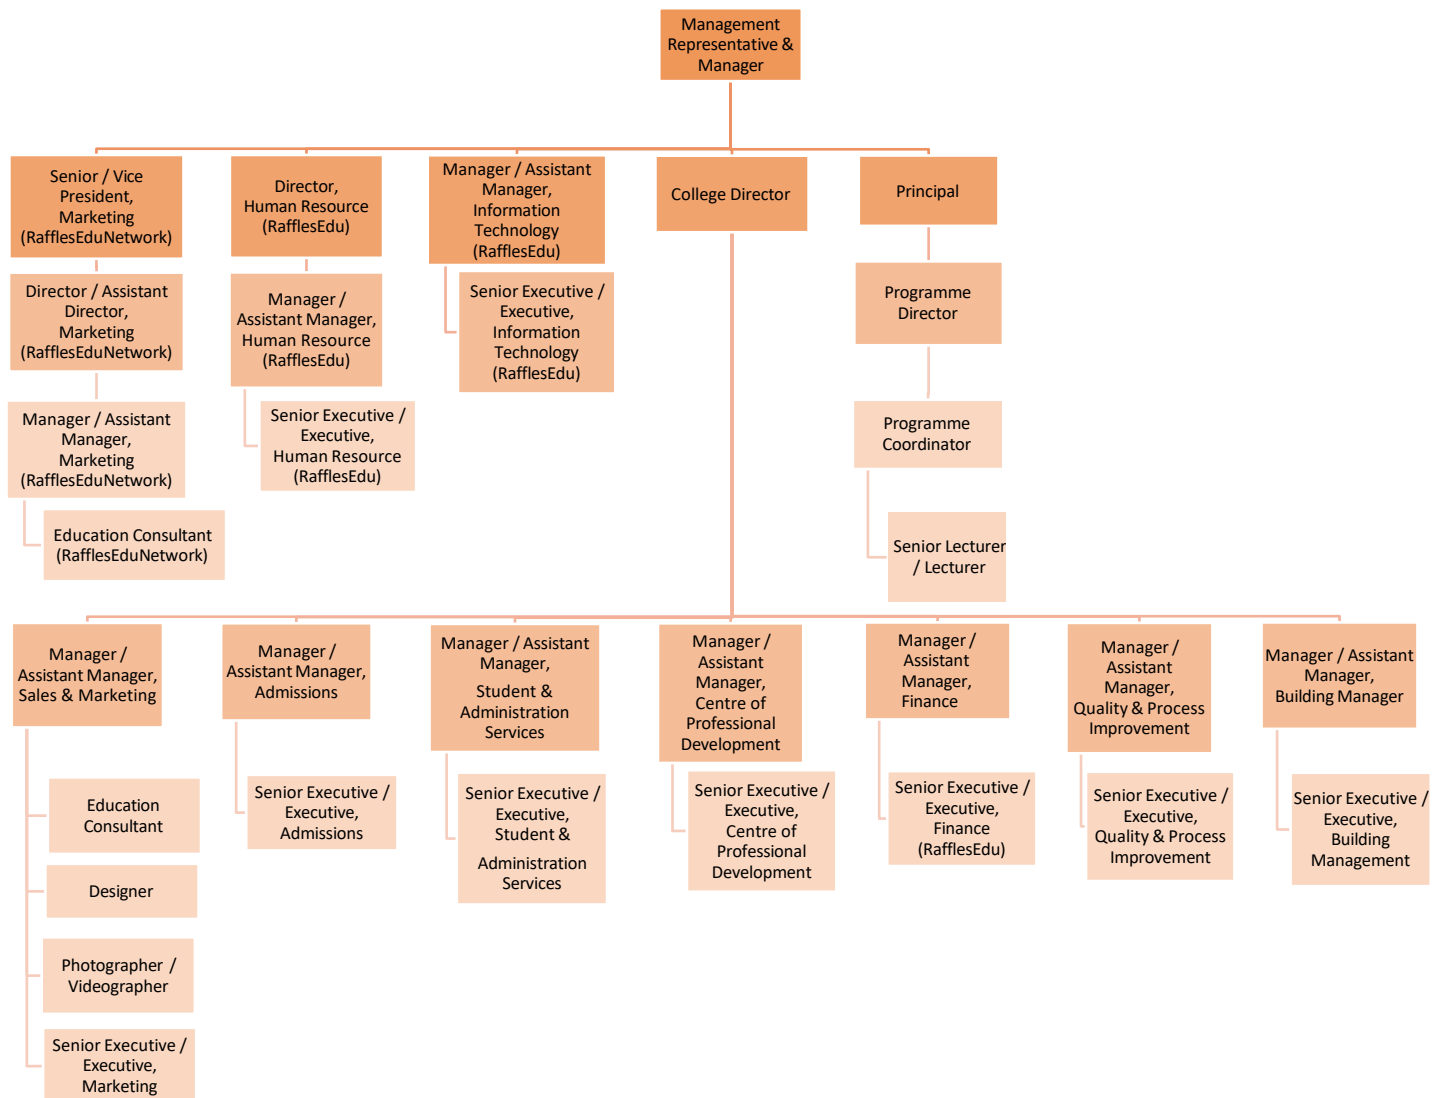 Management
Representative &
Manager
Senior / Vice
President,
Marketing
(RafflesEduNetwork)
Director,
Human Resource
(RafflesEdu)
Manager / Assistant
Manager,
Information
Technology
(RafflesEdu)
College Director
Principal
Director / Assistant
Director,
Marketing
(RafflesEduNetwork)
Manager /
Assistant Manager,
Human Resource
(RafflesEdu)
Senior Executive /
Executive,
Information
Technology
(RafflesEdu)
Programme
Director
Manager / Assistant
Manager,
Marketing
(RafflesEduNetwork)
Senior Executive /
Executive,
Human Resource
(RafflesEdu)
Programme
Coordinator
Education Consultant
(RafflesEduNetwork)
Senior Lecturer
/ Lecturer
Manager /
Assistant Manager,
Sales & Marketing
Manager /
Assistant Manager,
Admissions
Manager / Assistant
Manager,
Student &
Administration
Services
Manager /
Assistant
Manager,
Centre of
Professional
Development
Manager /
Assistant
Manager,
Finance
Manager /
Assistant
Manager,
Quality & Process
Improvement
Manager / Assistant
Manager,
Building Manager
Education
Consultant
Senior Executive /
Executive,
Admissions
Senior Executive /
Executive,
Student &
Administration
Services
Senior Executive /
Executive,
Centre of
Professional
Development
Senior Executive /
Executive,
Finance
(RafflesEdu)
Senior Executive /
Executive,
Quality & Process
Improvement
Senior Executive /
Executive,
Building
Management
Designer
Photographer /
Videographer
Senior Executive /
Executive,
Marketing